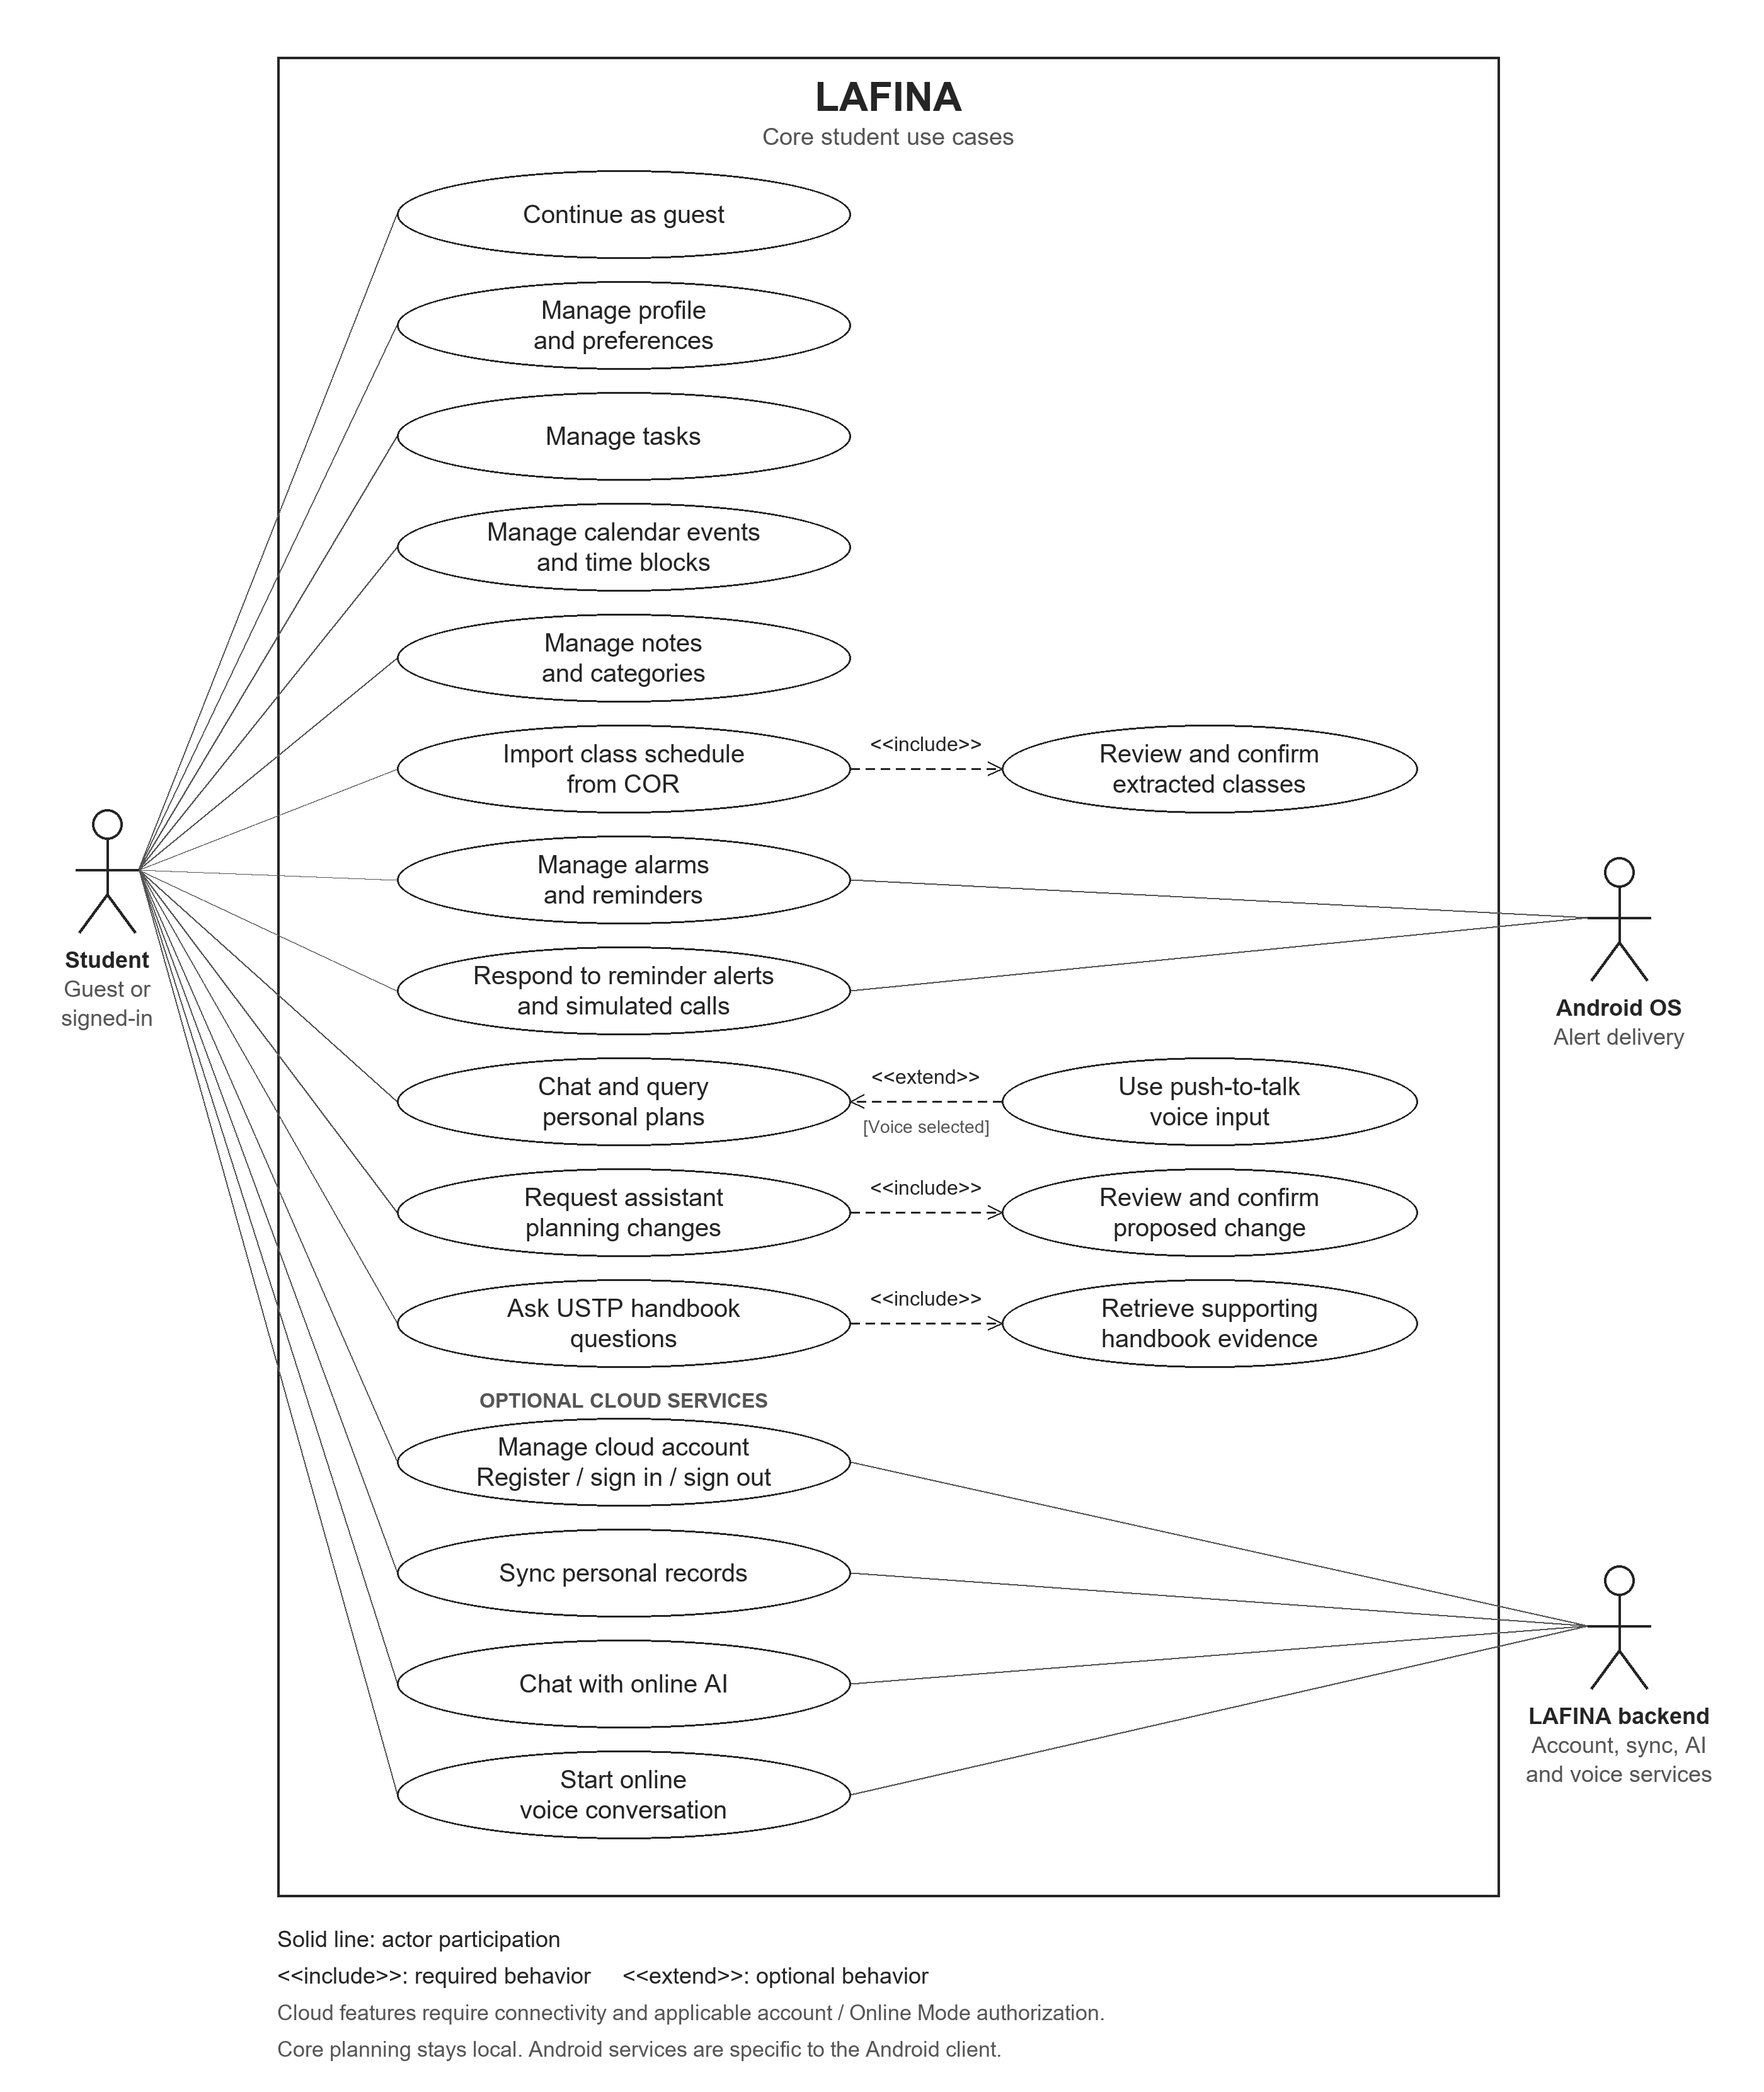 LAFINA
Core student use cases
Continue as guest
Manage profile
and preferences
Manage tasks
Manage calendar events
and time blocks
Manage notes
and categories
Import class schedule
from COR
<<include>>
Review and confirm
extracted classes
Manage alarms
and reminders
Student
Guest or
signed-in
Respond to reminder alerts
and simulated calls
Android OS
Alert delivery
Chat and query
personal plans
<<extend>>
[Voice selected]
Use push-to-talk
voice input
Request assistant
planning changes
<<include>>
Review and confirm
proposed change
Ask USTP handbook
questions
<<include>>
Retrieve supporting
handbook evidence
OPTIONAL CLOUD SERVICES
Manage cloud account
Register / sign in / sign out
Sync personal records
Chat with online AI
LAFINA backend
Account, sync, AI
and voice services
Start online
voice conversation
Solid line: actor participation
<<include>>: required behavior <<extend>>: optional behavior
Cloud features require connectivity and applicable account / Online Mode authorization.
Core planning stays local. Android services are specific to the Android client.